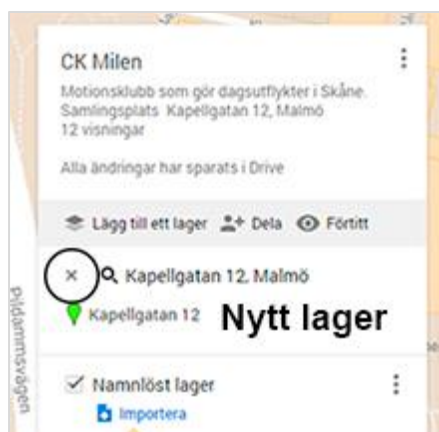 CK Milen
Motionsklubb som gör dagsutflykter i Skåne.
Samlingsplats Kapellgatan 12, Malmö
12 visningar
Alla ändringar har sparats i Drive
Lägg till ett lager Dela Förtitt
Kapellgatan 12, Malmö
Kapellgatan 12
Nytt lager
Namnlöst lager
Importera
Pildammsvägen